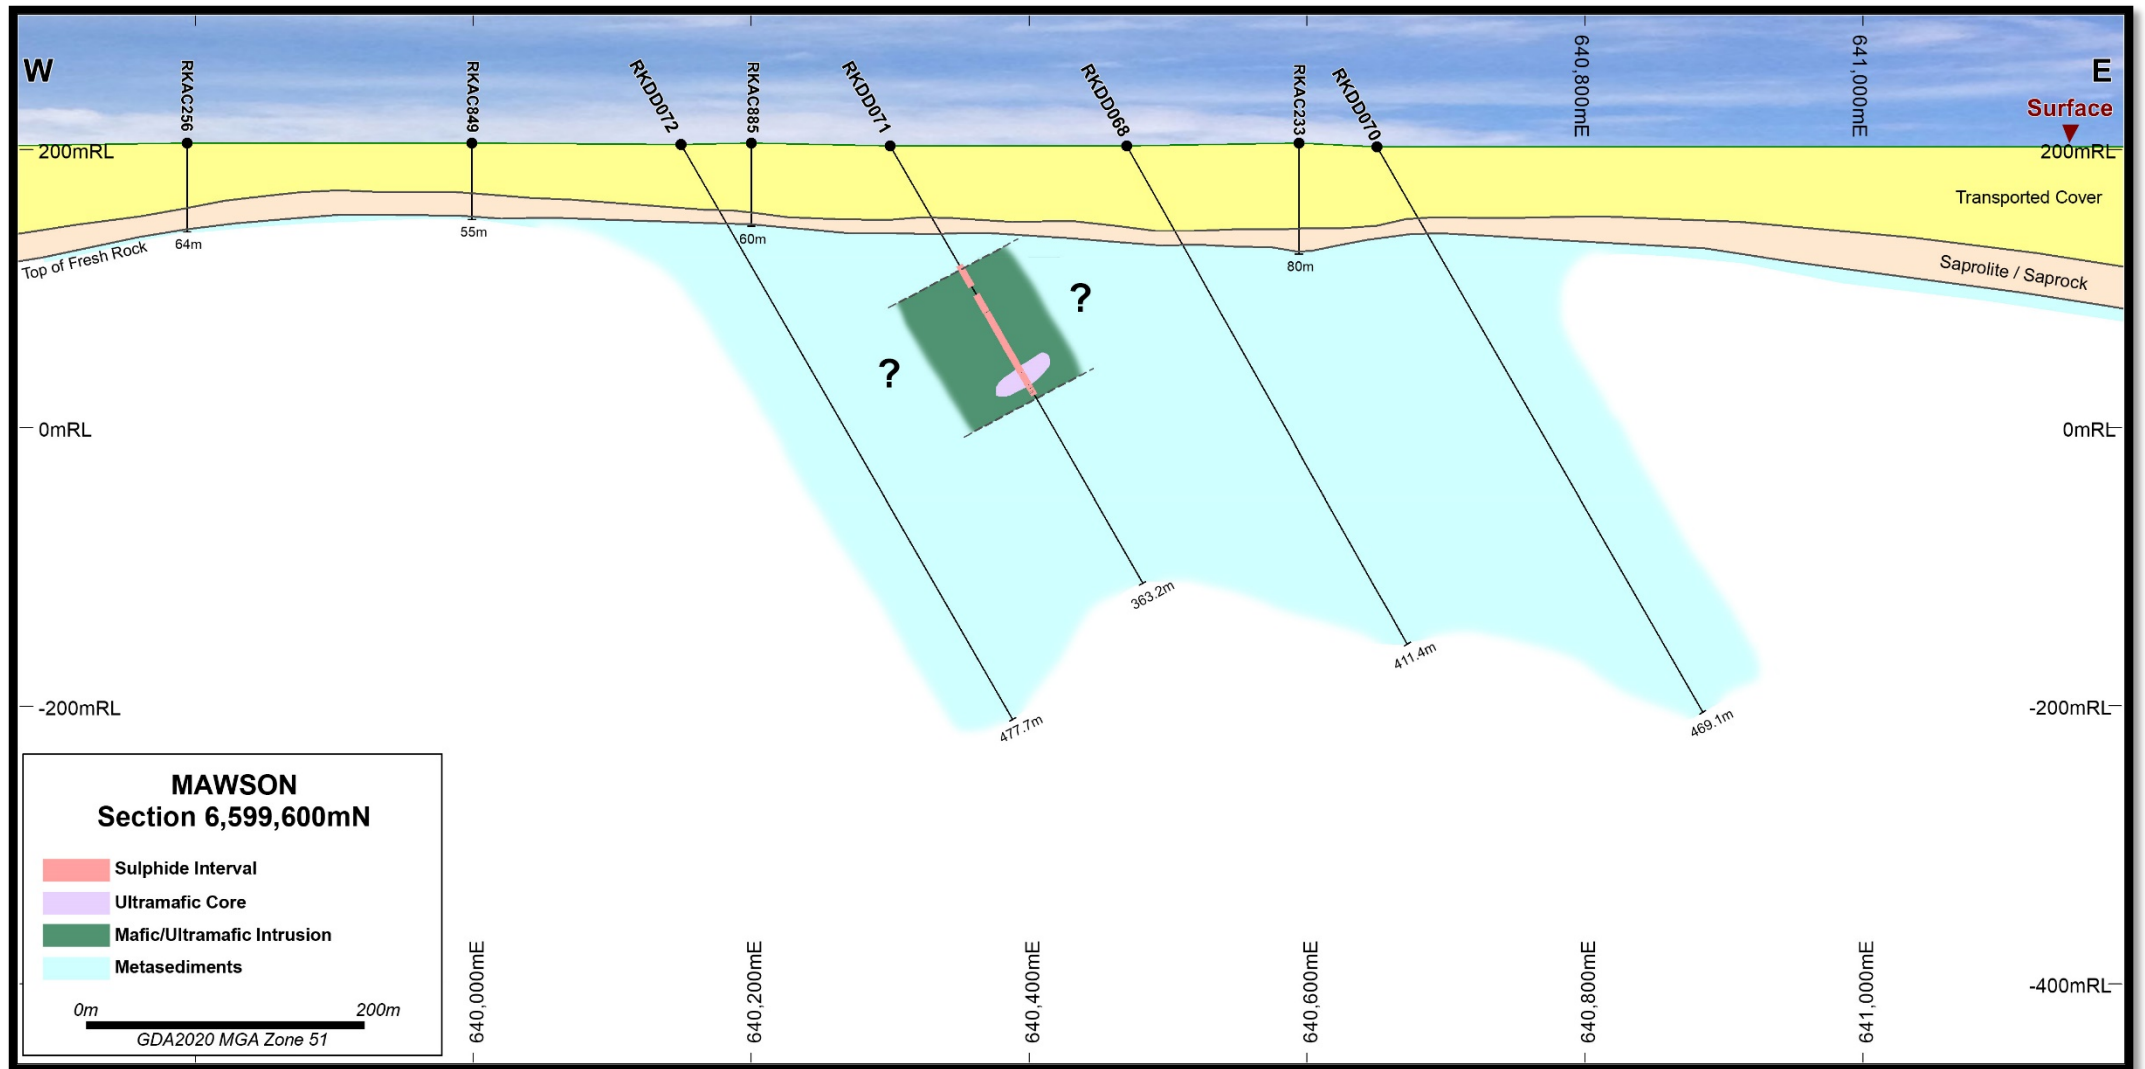 W
RKAC256
RKAC849
RKDD072
RKAC885
RKDD071
RKDD068
RKAC233
RKDD070
640,800mE
641,000mE
E
Surface
200mRL
200mRL
Transported Cover
64m
55m
60m
80m
Top of Fresh Rock
Saprolite / Saprock
?
?
0mRL
0mRL
363.2m
411.4m
-200mRL
-200mRL
477.7m
469.1m
MAWSON
Section 6,599,600mN
Sulphide Interval
Ultramafic Core
Mafic/Ultramafic Intrusion
Metasediments
0m 200m
GDA2020 MGA Zone 51
640,000mE
640,200mE
640,400mE
640,600mE
640,800mE
641,000mE
-400mRL